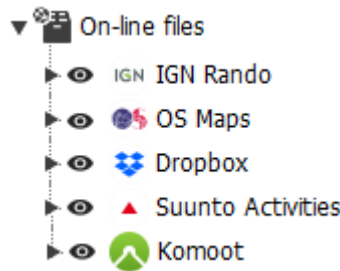 On-line files
IGN IGN Rando
OS Maps
Dropbox
Suunto Activities
Komoot